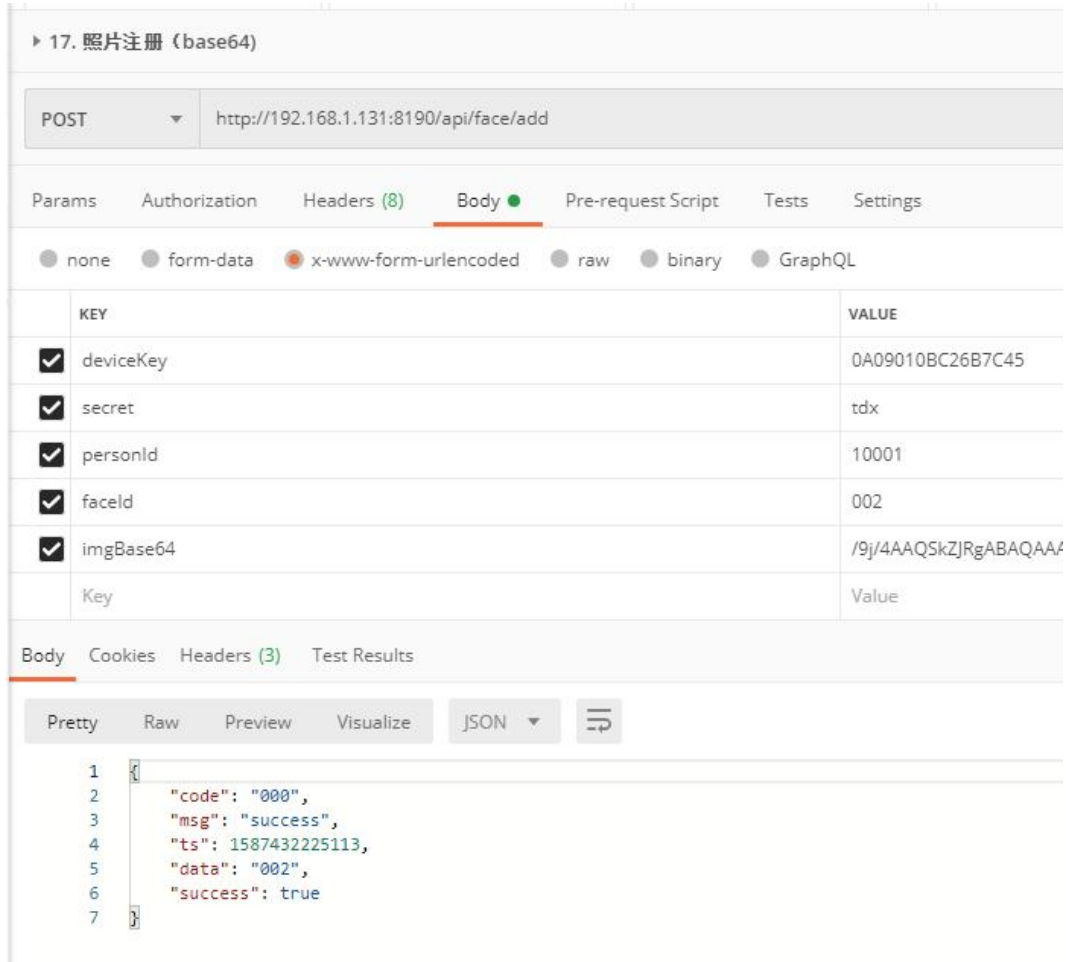 17. 照片注册（base64)
POST http://192.168.1.131:8190/api/face/add
Params Authorization Headers (8) Body Pre-request Script Tests Settings
none form-data x-www-form-urlencoded raw binary GraphQL
KEY VALUE
deviceKey 0A09010BC26B7C45
secret tdx
personId 10001
faceId 002
imgBase64 /9j/4AAQSkZJRgABAQAAA
Key Value
Body Cookies Headers (3) Test Results
Pretty Raw Preview Visualize JSON
1 {
2 "code": "000",
3 "msg": "success",
4 "ts": 1587432225113,
5 "data": "002",
6 "success": true
7 }